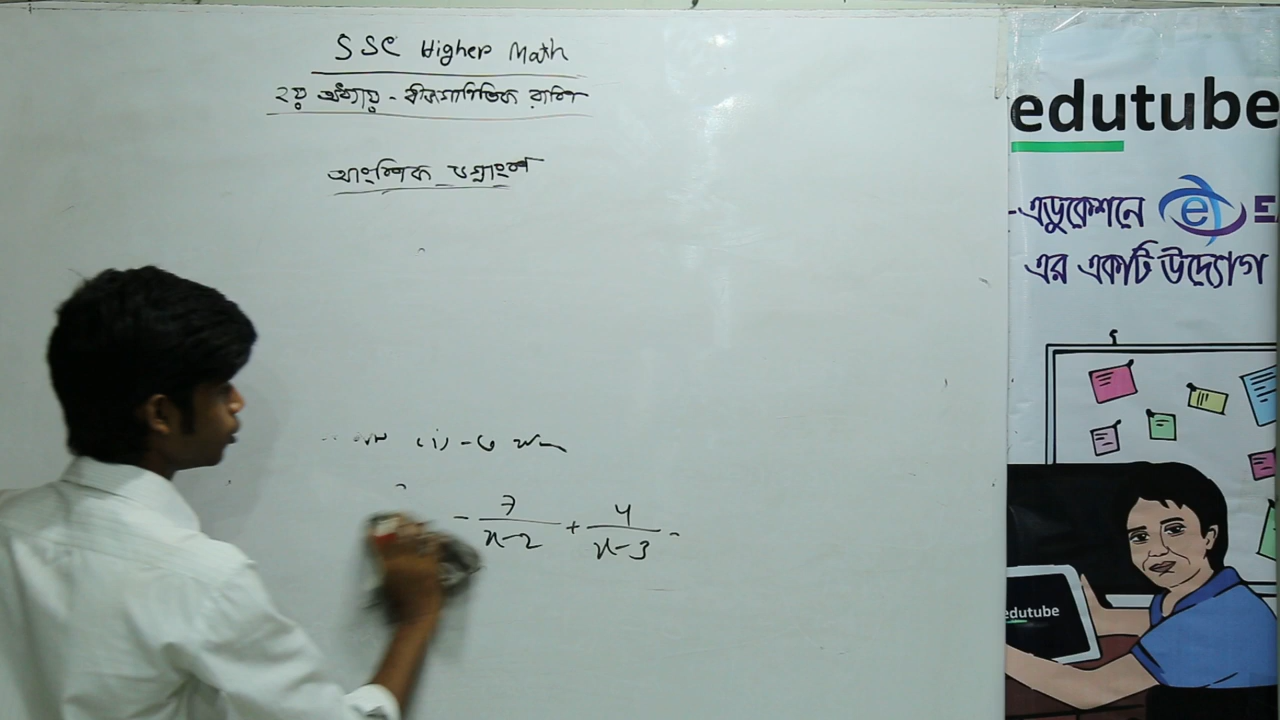 SSC Higher Math
২য় অধ্যায় - বীজগাণিতিক রাশি
আংশিক ভগ্নাংশ
(i) - এ
- 7/(x-2) + 4/(x-3) -
edutube
-এডুকেশনে
এর একটি উদ্যোগ
edutube